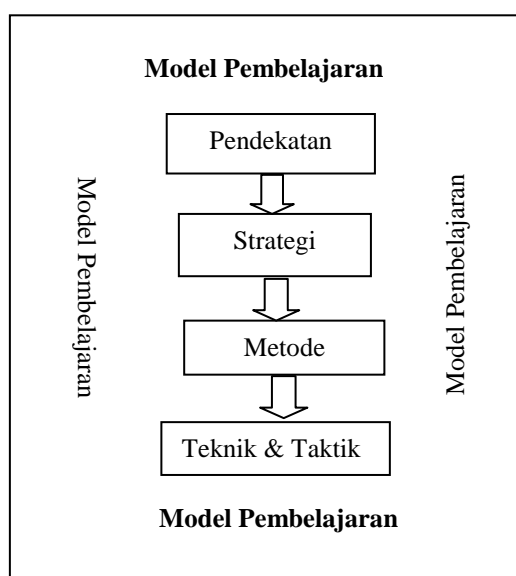 Model Pembelajaran
Pendekatan
Model Pembelajaran
Strategi
Model Pembelajaran
Metode
Teknik & Taktik
Model Pembelajaran